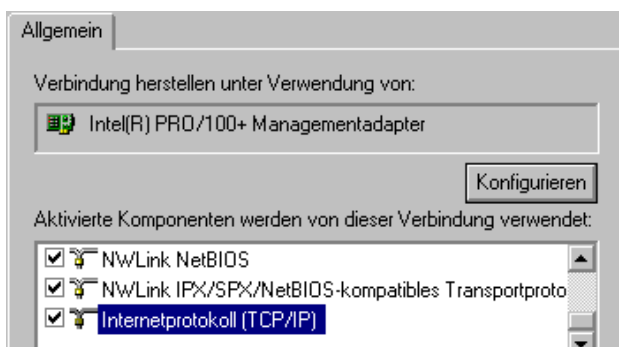 Allgemein
Verbindung herstellen unter Verwendung von:
Intel(R) PRO/100+ Managementadapter
Konfigurieren
Aktivierte Komponenten werden von dieser Verbindung verwendet:
NWLink NetBIOS
NWLink IPX/SPX/NetBIOS-kompatibles Transportproto
Internetprotokoll (TCP/IP)